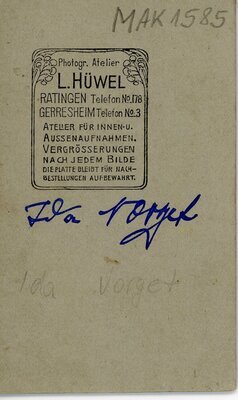 MAK 1585
Photogr. Atelier
L. HÜWEL
RATINGEN Telefon No. 178
GERRESHEIM Telefon No. 3
ATELIER FÜR INNEN- U.
AUSSENAUFNAHMEN.
VERGRÖSSERUNGEN
NACH JEDEM BILDE
DIE PLATTE BLEIBT FÜR NACH-
BESTELLUNGEN AUFBEWAHRT.
Ida Vorget
Ida Vorget